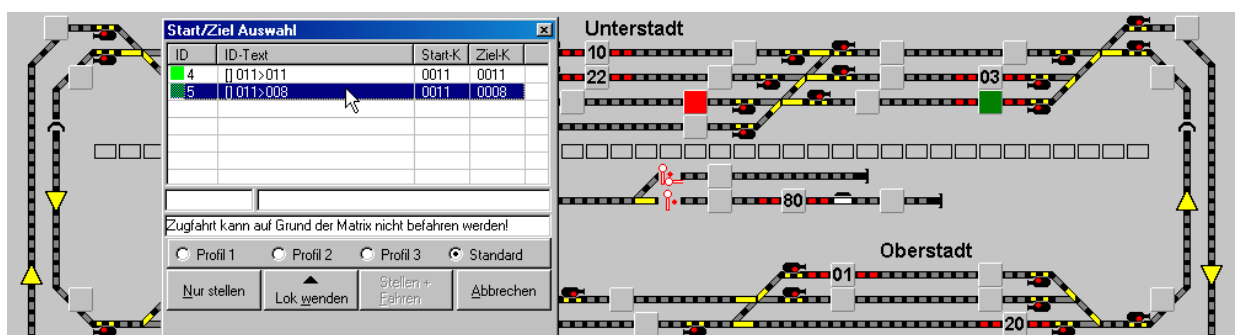 Start/Ziel Auswahl
ID ID-Text Start-K Ziel-K
4 [] 011>011 0011 0011
5 [] 011>008 0011 0008
Zugfahrt kann auf Grund der Matrix nicht befahren werden!
Profil 1 Profil 2 Profil 3 Standard
Nur stellen Lok wenden Stellen + Fahren Abbrechen
Unterstadt
10
22 03
80
Oberstadt
01
20